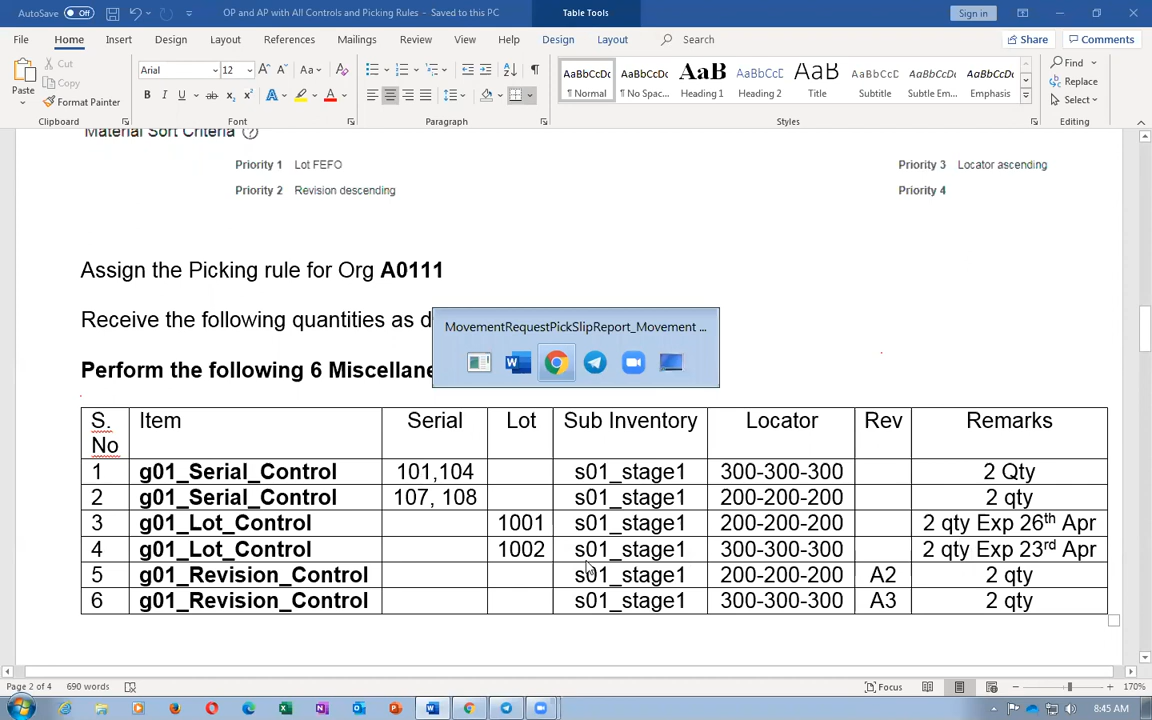 AutoSave Off
OP and AP with All Controls and Picking Rules - Saved to this PC
Table Tools
Sign in
File Home Insert Design Layout References Mailings Review View Help Design Layout Search Share Comments
Paste
Cut
Copy
Format Painter
Clipboard
Arial 12
Font
Paragraph
AaBbCcDc AaBbCcDc AaB AaBbCcD AaB AaBbCcD AaBbCcDc AaBbCcDc
¶ Normal ¶ No Spac... Heading 1 Heading 2 Title Subtitle Subtle Em... Emphasis
Styles
Find
Replace
Select
Editing
Material Sort Criteria ?
Priority 1 Lot FEFO Priority 3 Locator ascending
Priority 2 Revision descending Priority 4
Assign the Picking rule for Org A0111
Receive the following quantities as d
MovementRequestPickSlipReport_Movement ...
Perform the following 6 Miscellane
S. No Item Serial Lot Sub Inventory Locator Rev Remarks
1 g01_Serial_Control 101,104 s01_stage1 300-300-300 2 Qty
2 g01_Serial_Control 107, 108 s01_stage1 200-200-200 2 qty
3 g01_Lot_Control 1001 s01_stage1 200-200-200 2 qty Exp 26th Apr
4 g01_Lot_Control 1002 s01_stage1 300-300-300 2 qty Exp 23rd Apr
5 g01_Revision_Control s01_stage1 200-200-200 A2 2 qty
6 g01_Revision_Control s01_stage1 300-300-300 A3 2 qty
Page 2 of 4 690 words Focus 170%
8:45 AM